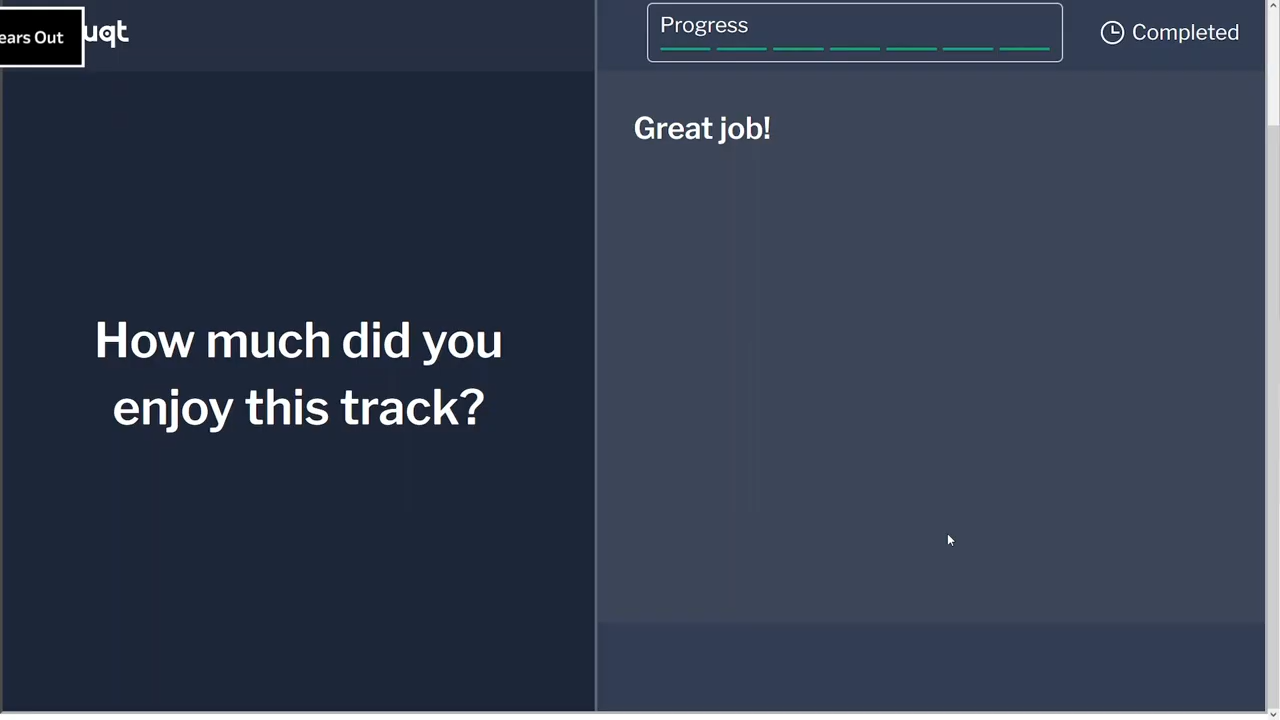 ears Out
uqt
Progress
Completed
Great job!
How much did you
enjoy this track?